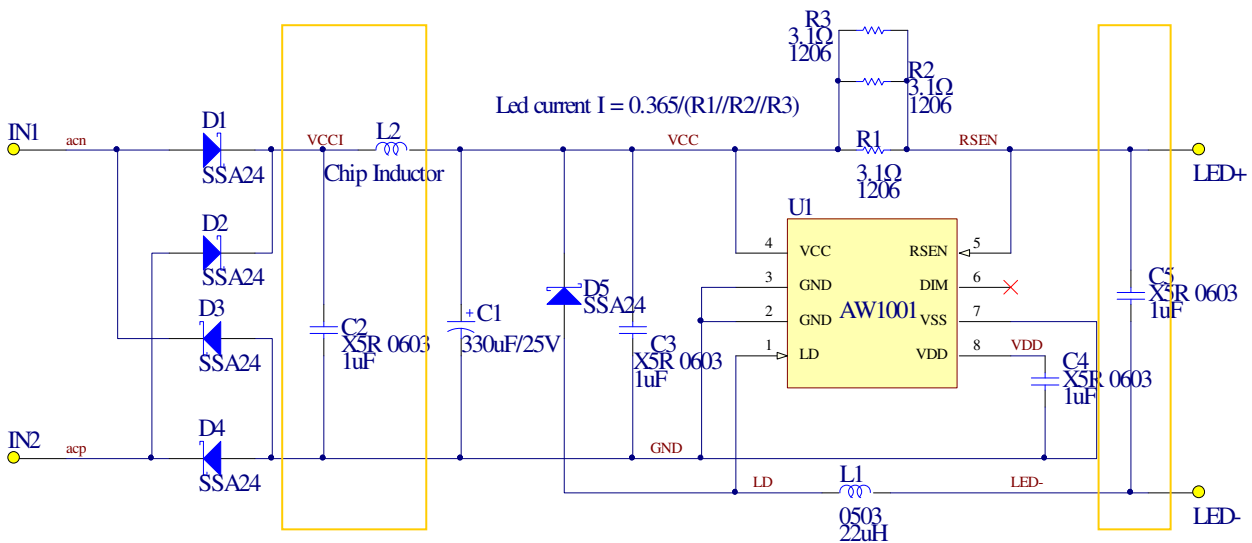 R3
3.1Ω
1206
R2
3.1Ω
1206
Led current I = 0.365/(R1//R2//R3)
IN1
acn
D1
SSA24
VCCI
L2
Chip Inductor
VCC
R1
3.1Ω
1206
RSEN
LED+
D2
SSA24
D3
SSA24
C2
X5R 0603
1uF
C1
330uF/25V
D5
SSA24
C3
X5R 0603
1uF
U1
4 VCC RSEN 5
3 GND DIM 6
2 GND VSS 7
AW1001
1 LD VDD 8
VDD
C4
X5R 0603
1uF
C5
X5R 0603
1uF
IN2
acp
D4
SSA24
GND
LD
L1
0503
22uH
LED-
LED-